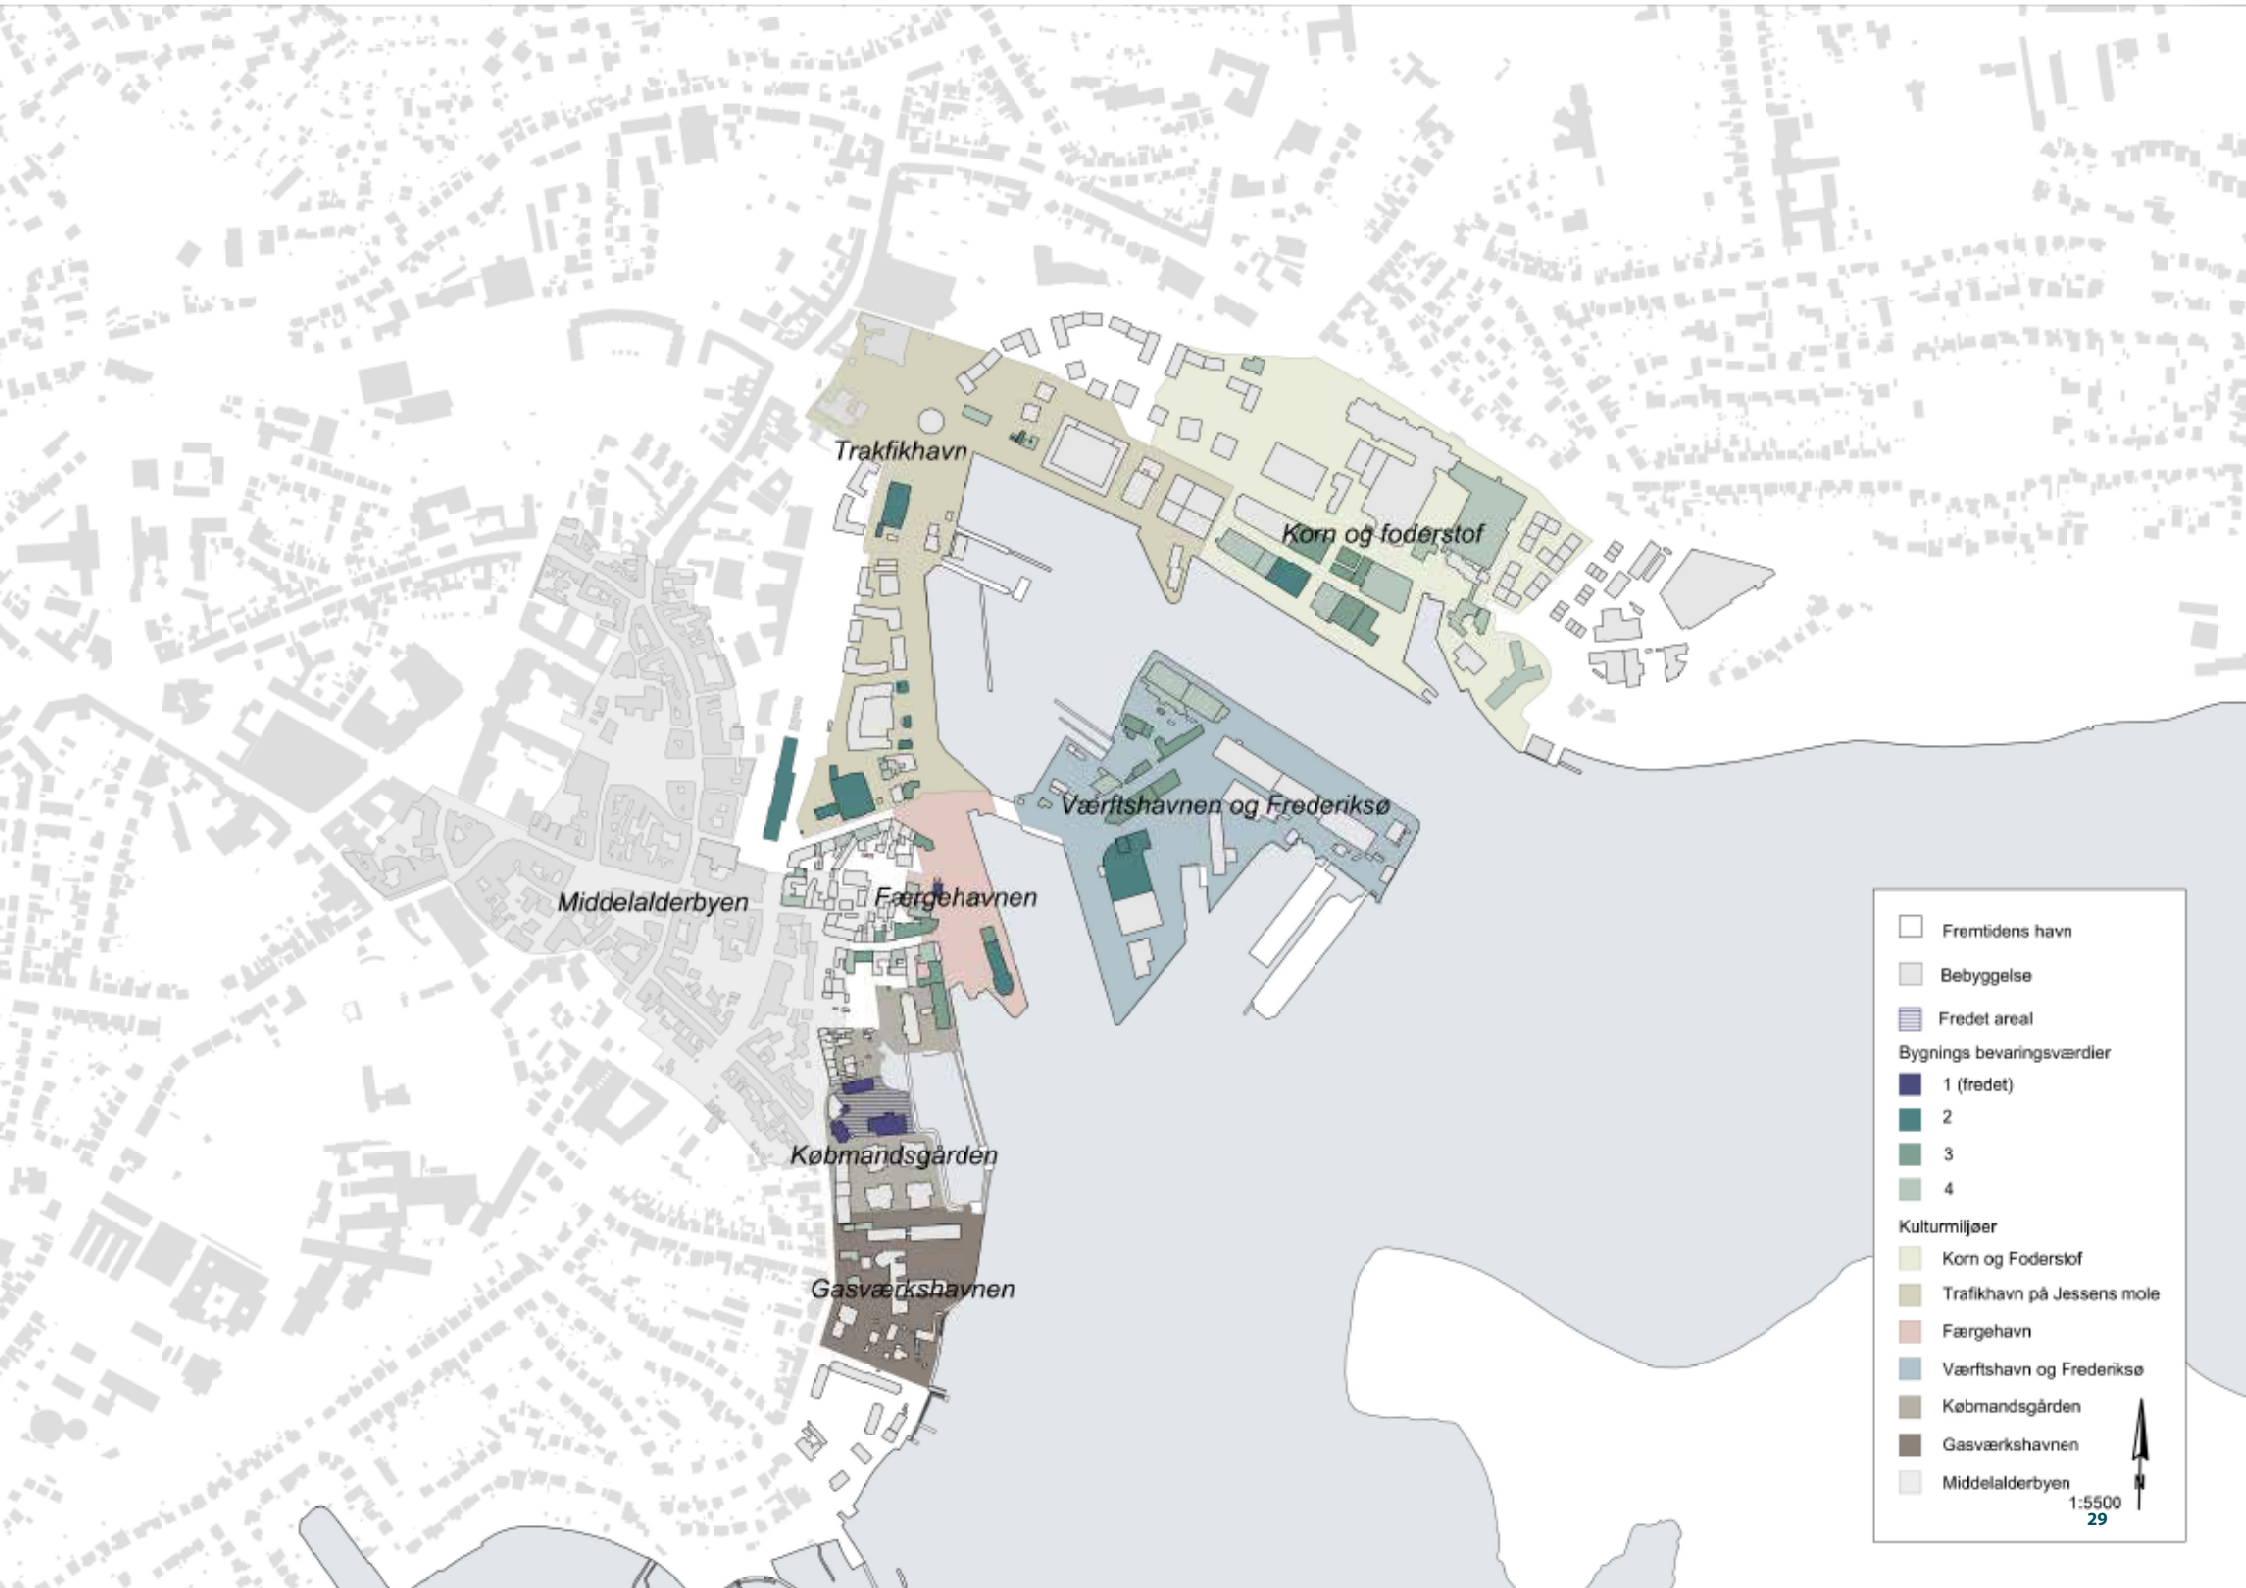 Trakfikhavn
Korn og foderstof
Værftshavnen og Frederiksø
Middelalderbyen
Færgehavnen
Købmandsgården
Gasværkshavnen
Fremtidens havn
Bebyggelse
Fredet areal
Bygnings bevaringsværdier
1 (fredet)
2
3
4
Kulturmiljøer
Korn og Foderstof
Trafikhavn på Jessens mole
Færgehavn
Værftshavn og Frederiksø
Købmandsgården
Gasværkshavnen
Middelalderbyen
N
1:5500
29